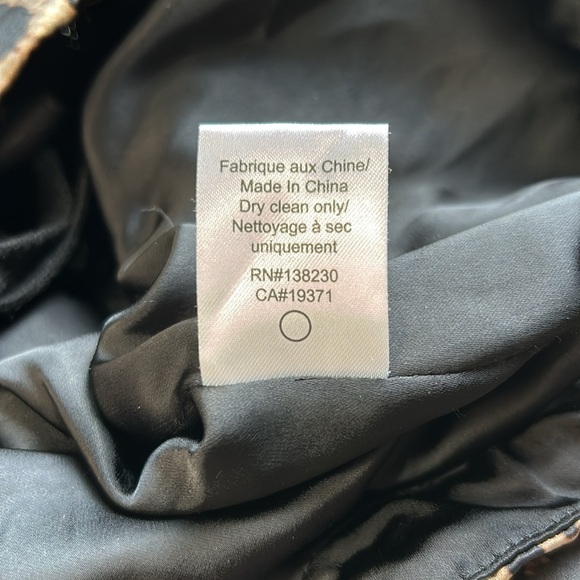 Fabrique aux Chine/
Made In China
Dry clean only/
Nettoyage à sec
uniquement
RN#138230
CA#19371